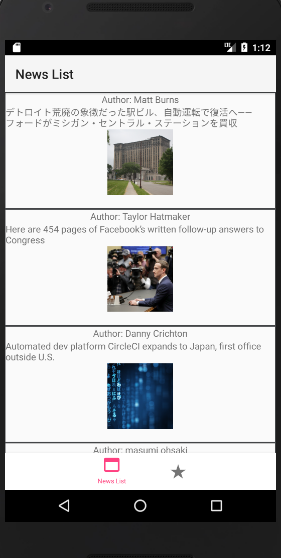 1:12
News List
Author: Matt Burns
デトロイト荒廃の象徴だった駅ビル、自動運転で復活へ——
フォードがミシガン・セントラル・ステーションを買収
Author: Taylor Hatmaker
Here are 454 pages of Facebook's written follow-up answers to
Congress
Author: Danny Crichton
Automated dev platform CircleCI expands to Japan, first office
outside U.S.
Author: masumi ohsaki
News List